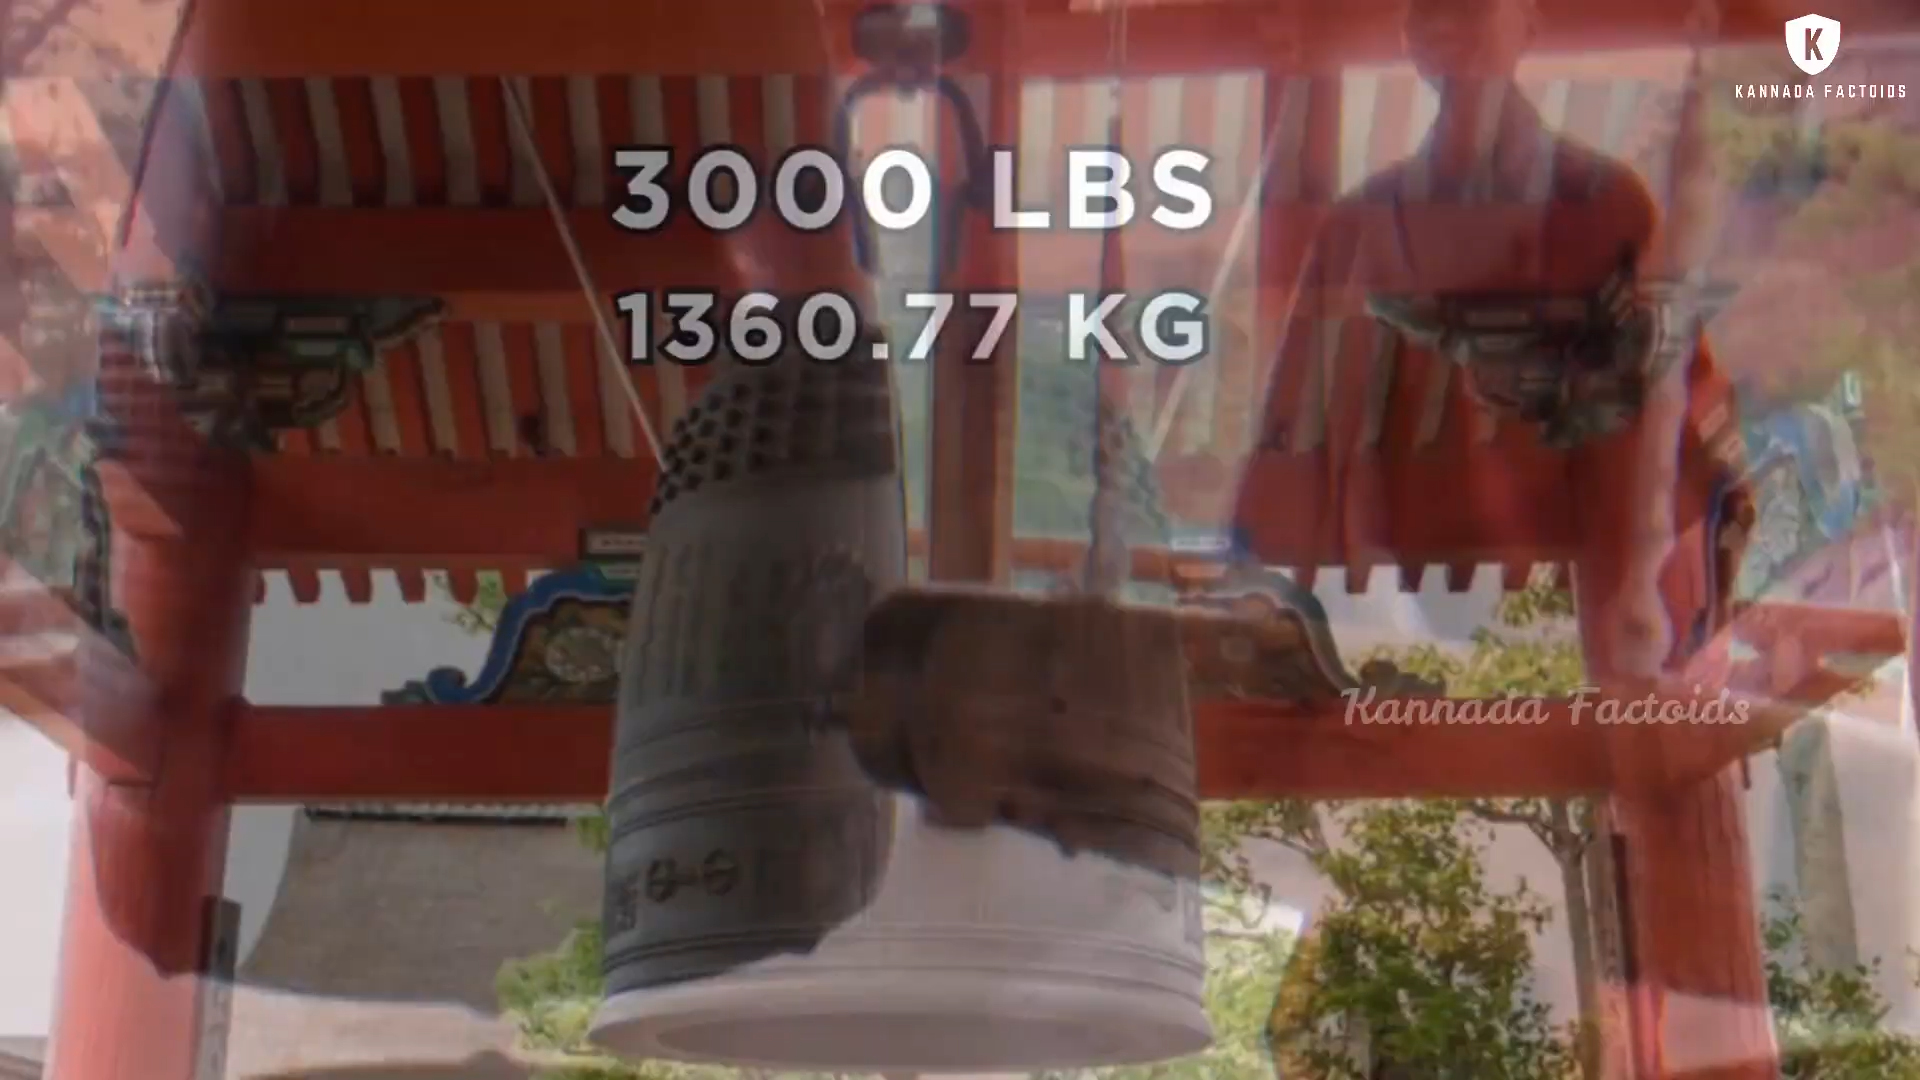 K
KANNADA FACTOIDS
3000 LBS
1360.77 KG
Kannada Factoids